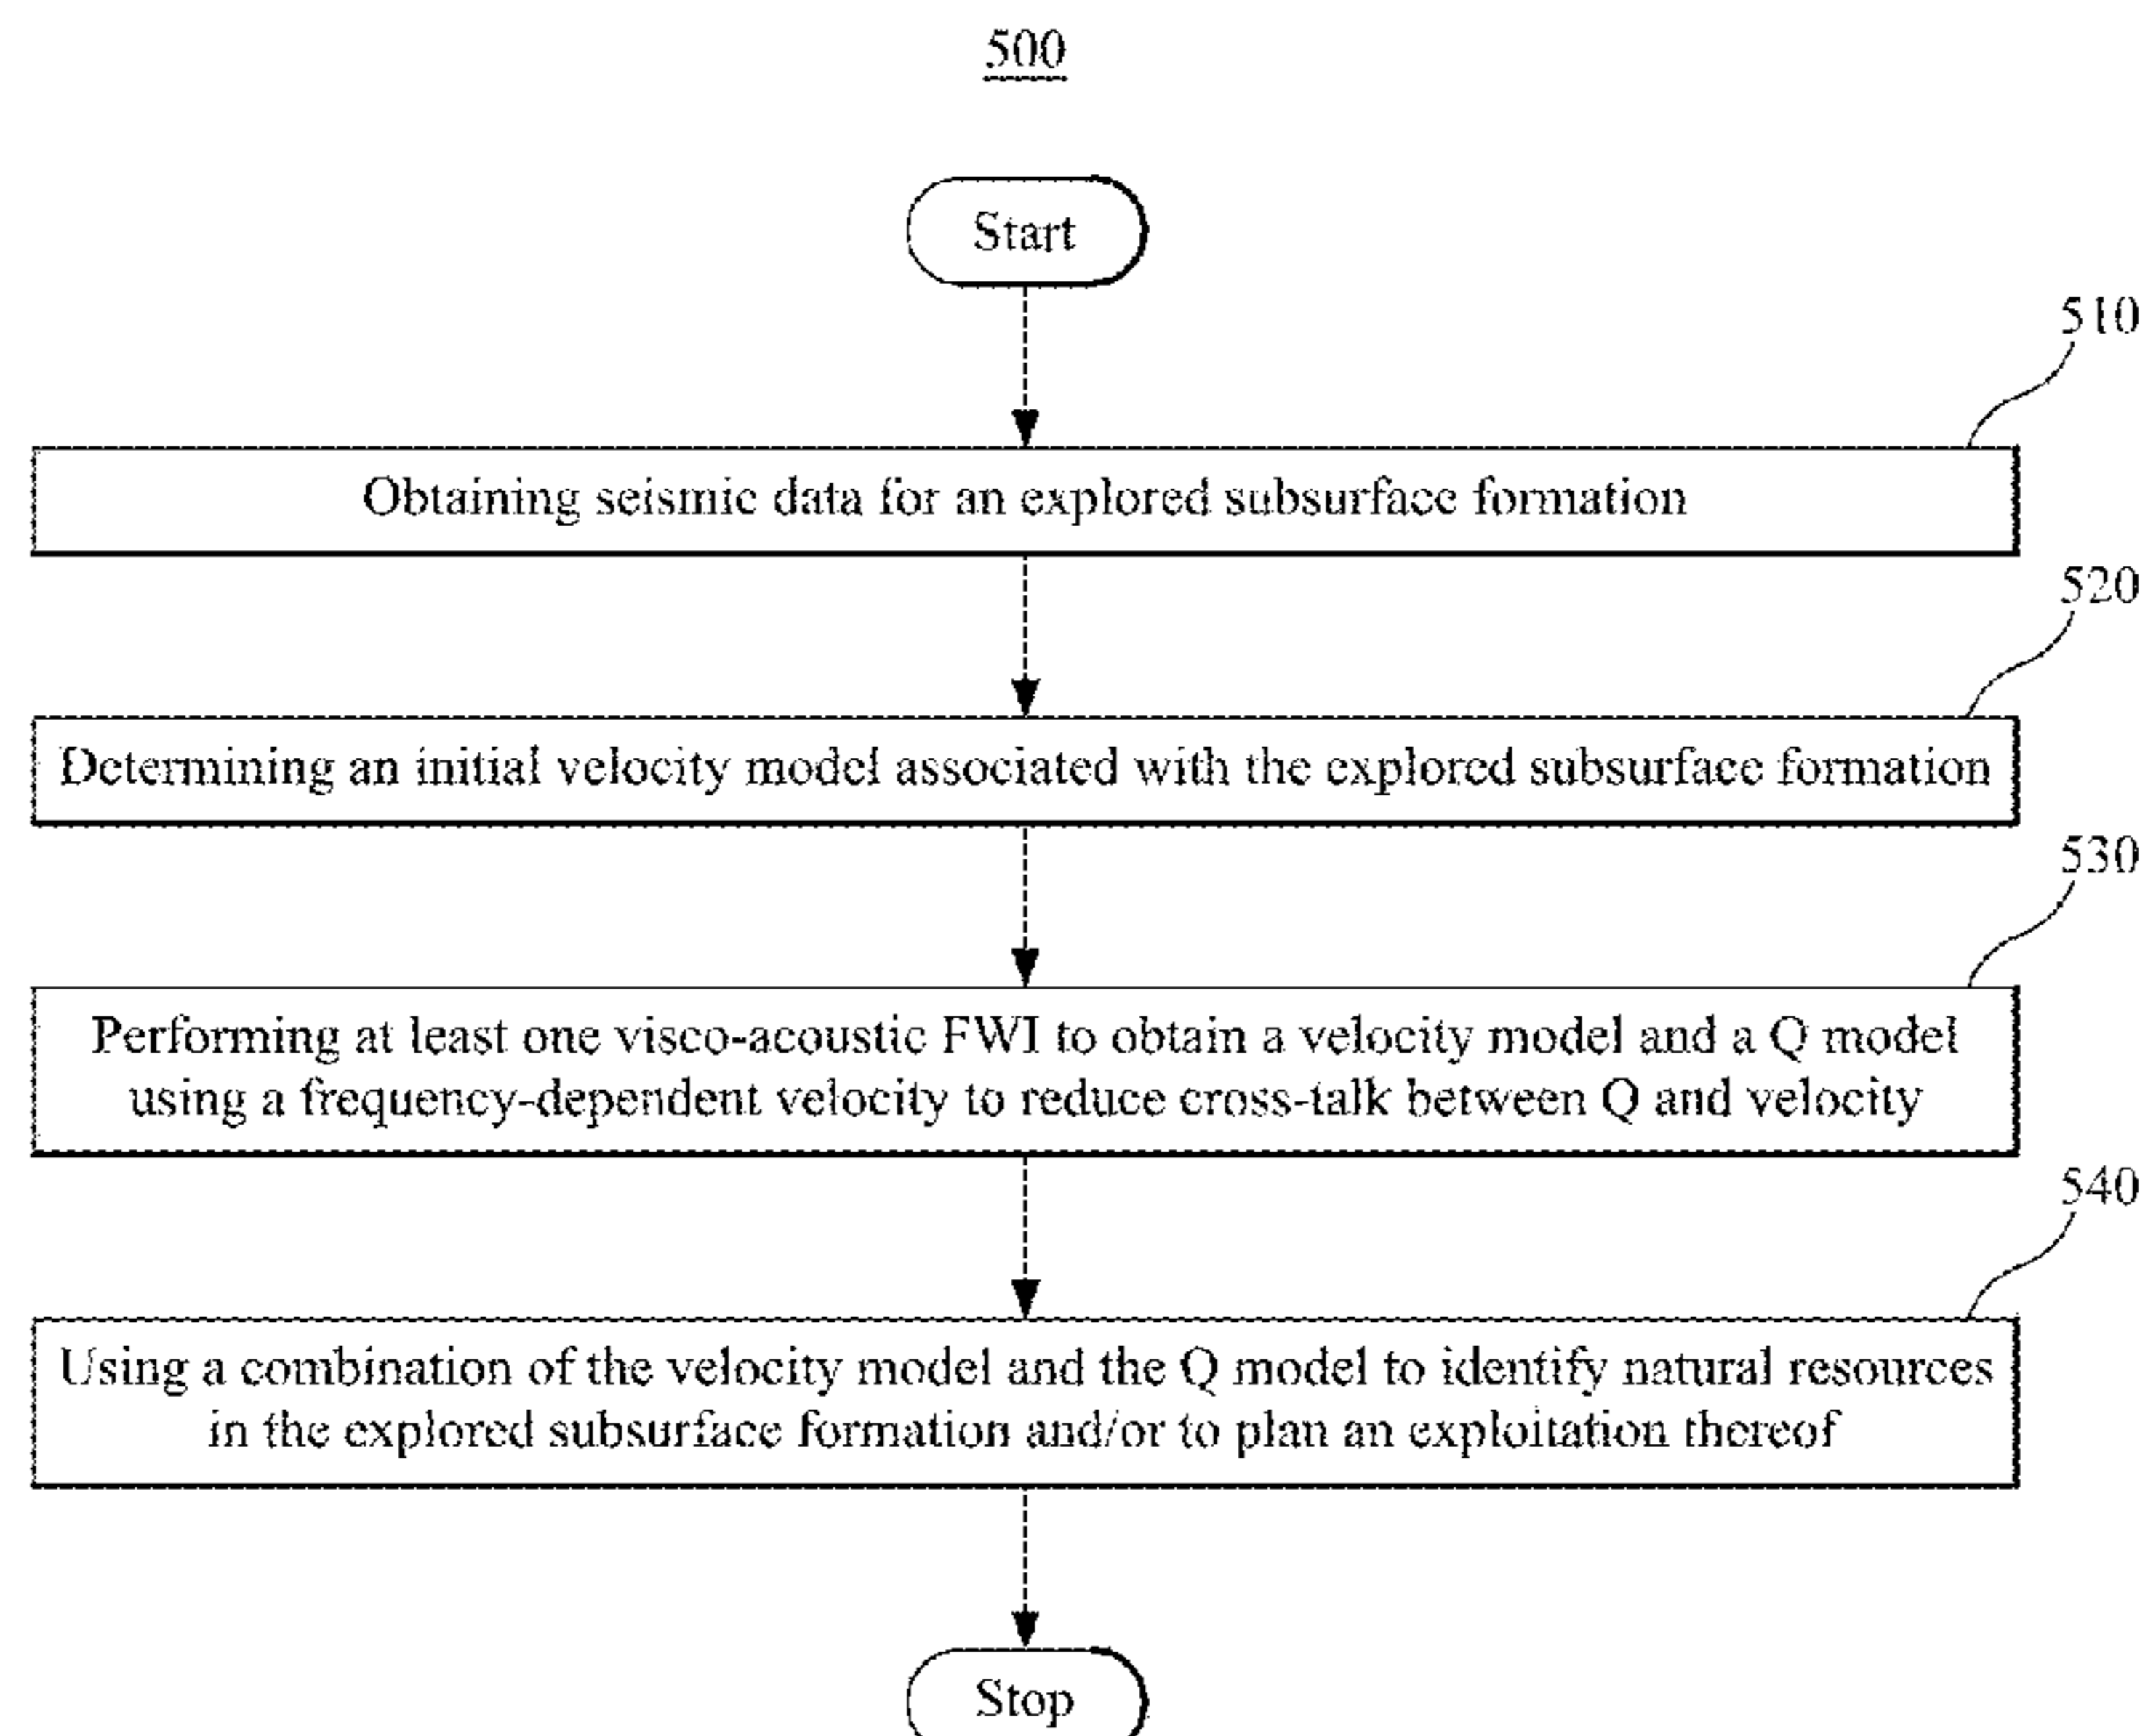 500
Start
510
Obtaining seismic data for an explored subsurface formation
520
Determining an initial velocity model associated with the explored subsurface formation
530
Performing at least one visco-acoustic FWI to obtain a velocity model and a Q model
using a frequency-dependent velocity to reduce cross-talk between Q and velocity
540
Using a combination of the velocity model and the Q model to identify natural resources
in the explored subsurface formation and/or to plan an exploitation thereof
Stop